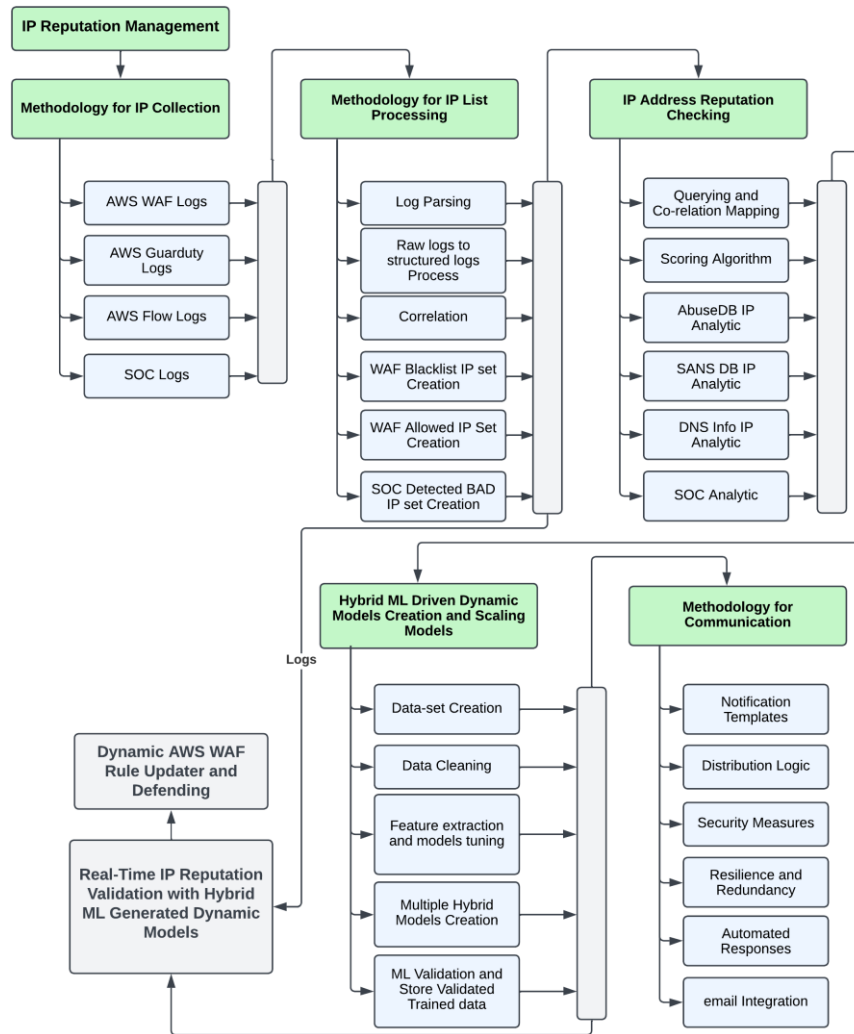 IP Reputation Management
Methodology for IP Collection
AWS WAF Logs
AWS Guarduty
Logs
AWS Flow Logs
SOC Logs
Methodology for IP List
Processing
Log Parsing
Raw logs to
structured logs
Process
Correlation
WAF Blacklist IP set
Creation
WAF Allowed IP Set
Creation
SOC Detected BAD
IP set Creation
IP Address Reputation
Checking
Querying and
Co-relation Mapping
Scoring Algorithm
AbuseDB IP
Analytic
SANS DB IP
Analytic
DNS Info IP
Analytic
SOC Analytic
Hybrid ML Driven Dynamic
Models Creation and Scaling
Models
Data-set Creation
Data Cleaning
Feature extraction
and models tuning
Multiple Hybrid
Models Creation
ML Validation and
Store Validated
Trained data
Methodology for
Communication
Notification
Templates
Distribution Logic
Security Measures
Resilience and
Redundancy
Automated
Responses
email Integration
Logs
Dynamic AWS WAF
Rule Updater and
Defending
Real-Time IP Reputation
Validation with Hybrid
ML Generated Dynamic
Models